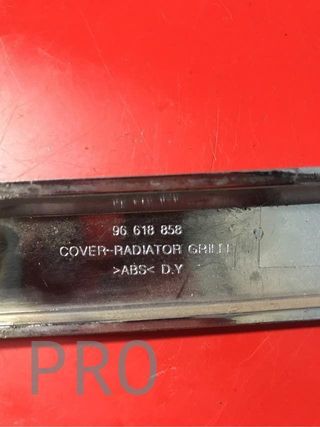 96 618 858
COVER-RADIATOR GRILL
>ABS< D.Y
PRO